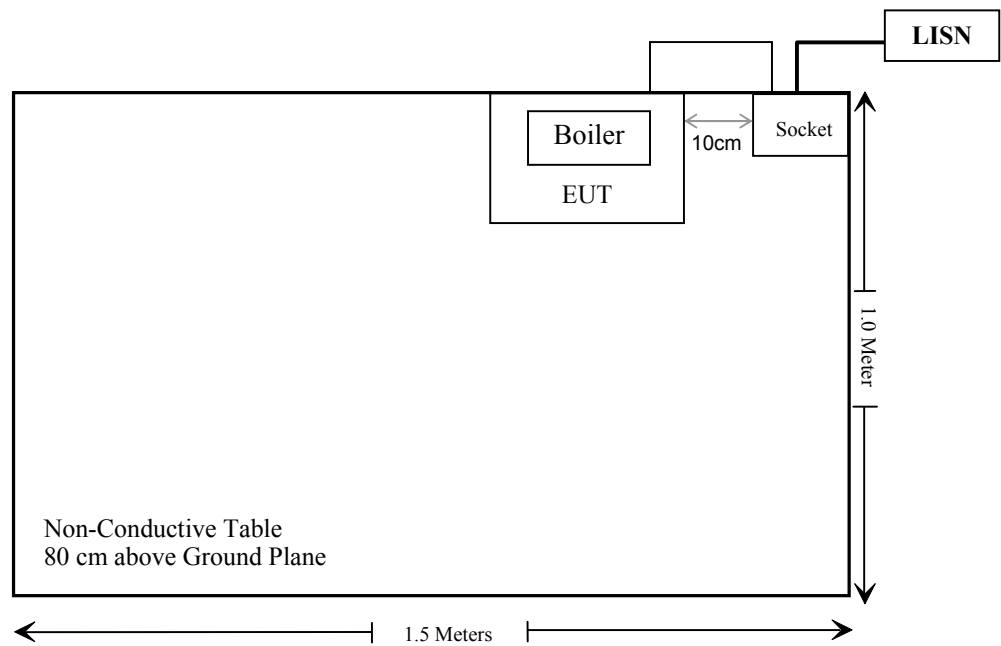 LISN
Boiler
Socket
10cm
EUT
1.0 Meter
Non-Conductive Table
80 cm above Ground Plane
1.5 Meters